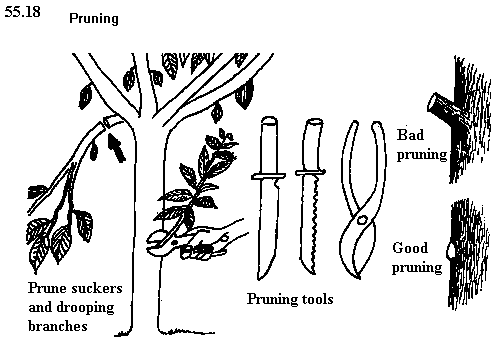 55.18
Pruning
Bad
pruning
Good
pruning
Prune suckers
and drooping
branches
Pruning tools